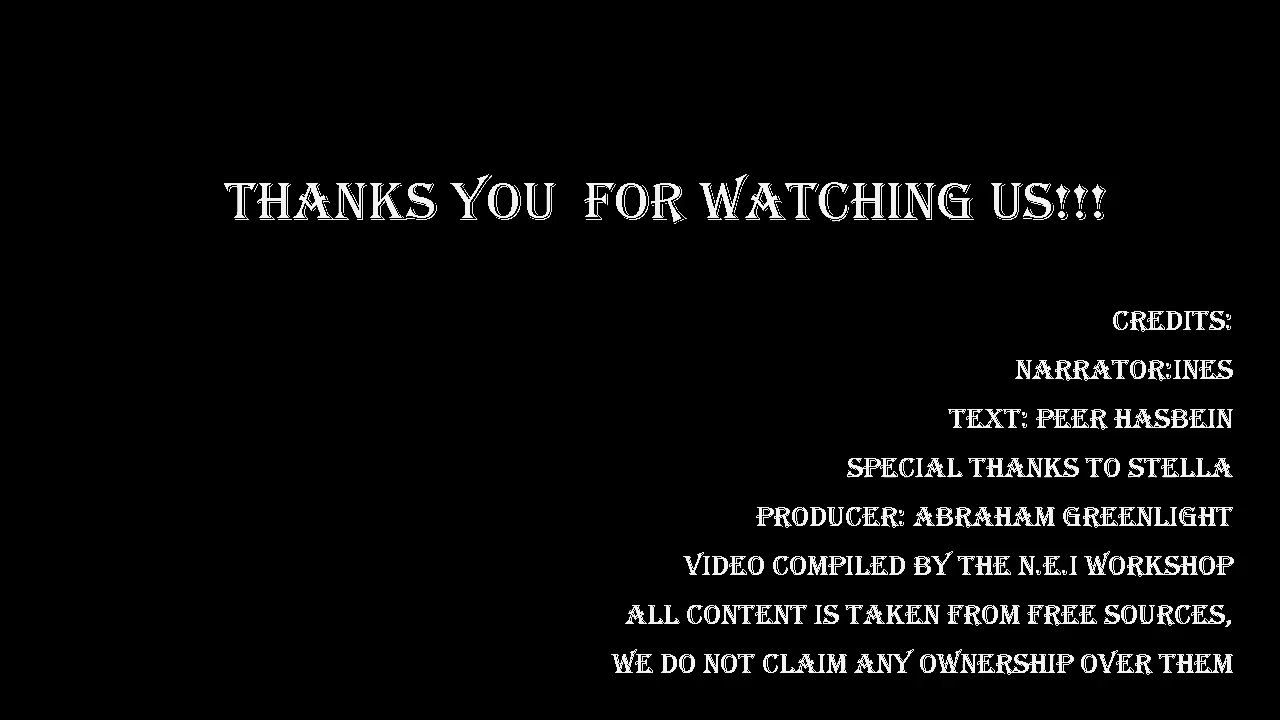 THANKS YOU  FOR WATCHING US!!!
CREDITS:
NARRATOR:INES
TEXT: PEER HASBEIN
SPECIAL THANKS TO STELLA
PRODUCER: ABRAHAM GREENLIGHT
VIDEO COMPILED BY THE N.E.I WORKSHOP
ALL CONTENT IS TAKEN FROM FREE SOURCES,
WE DO NOT CLAIM ANY OWNERSHIP OVER THEM